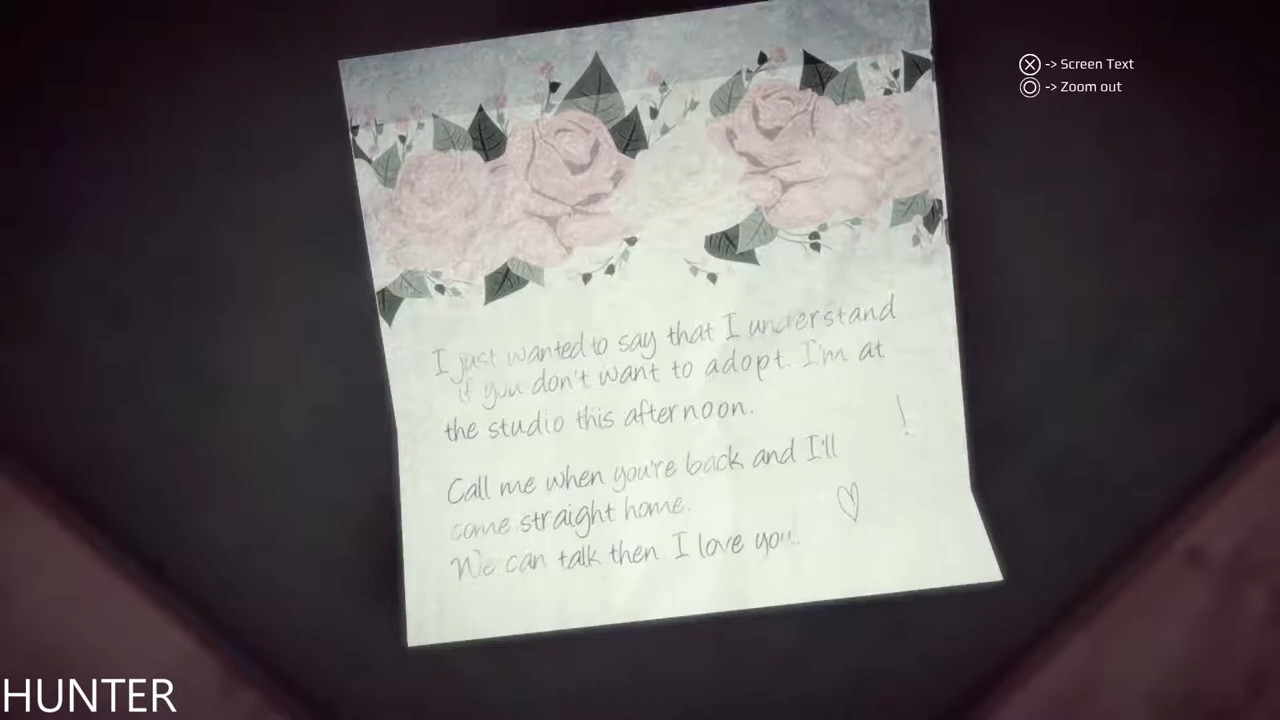 -> Screen Text
-> Zoom out
I just wanted to say that I understand
if you don't want to adopt. I'm at
the studio this afternoon.
!
Call me when you're back and I'll
come straight home.
We can talk then. I love you.
HUNTER